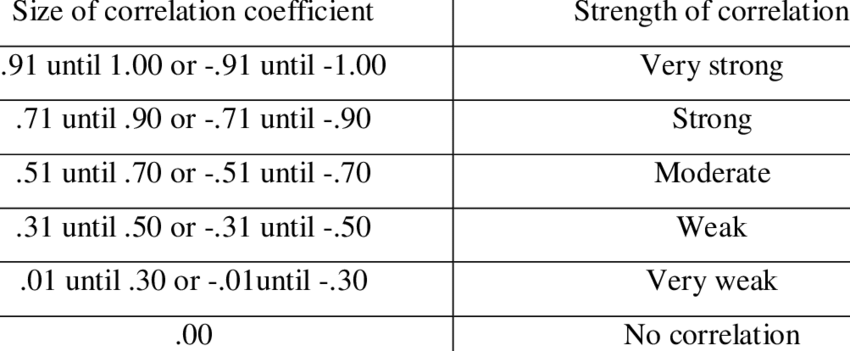 Size of correlation coefficient Strength of correlation
.91 until 1.00 or -.91 until -1.00 Very strong
.71 until .90 or -.71 until -.90 Strong
.51 until .70 or -.51 until -.70 Moderate
.31 until .50 or -.31 until -.50 Weak
.01 until .30 or -.01until -.30 Very weak
.00 No correlation